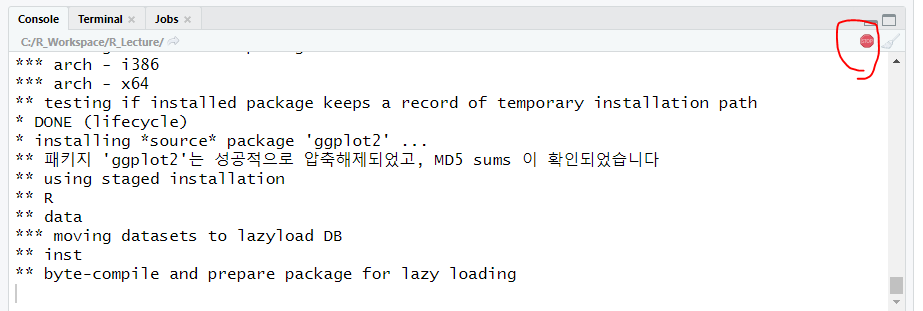 Console Terminal Jobs
C:/R_Workspace/R_Lecture/
STOP
*** arch - i386
*** arch - x64
** testing if installed package keeps a record of temporary installation path
* DONE (lifecycle)
* installing *source* package 'ggplot2' ...
** 패키지 'ggplot2'는 성공적으로 압축해제되었고, MD5 sums 이 확인되었습니다
** using staged installation
** R
** data
*** moving datasets to lazyload DB
** inst
** byte-compile and prepare package for lazy loading